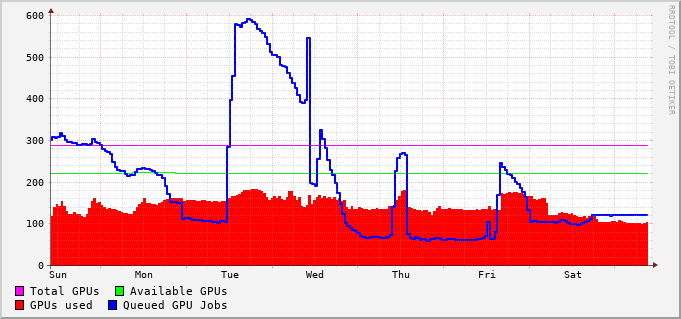 600
500
400
300
200
100
0
Sun Mon Tue Wed Thu Fri Sat
Total GPUs Available GPUs
GPUs used Queued GPU Jobs
RRDTOOL / TOBI OETIKER